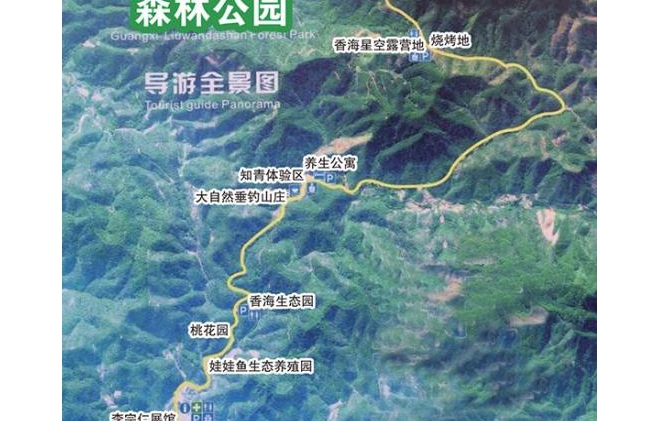 森林公园
Guangxi Liuwandashan Forest Park
香海星空露营地
烧烤地
导游全景图
Tourist guide Panorama
养生公寓
P
知青体验区
大自然垂钓山庄
香海生态园
P
桃花园
娃娃鱼生态养殖园
李宗仁展馆
P